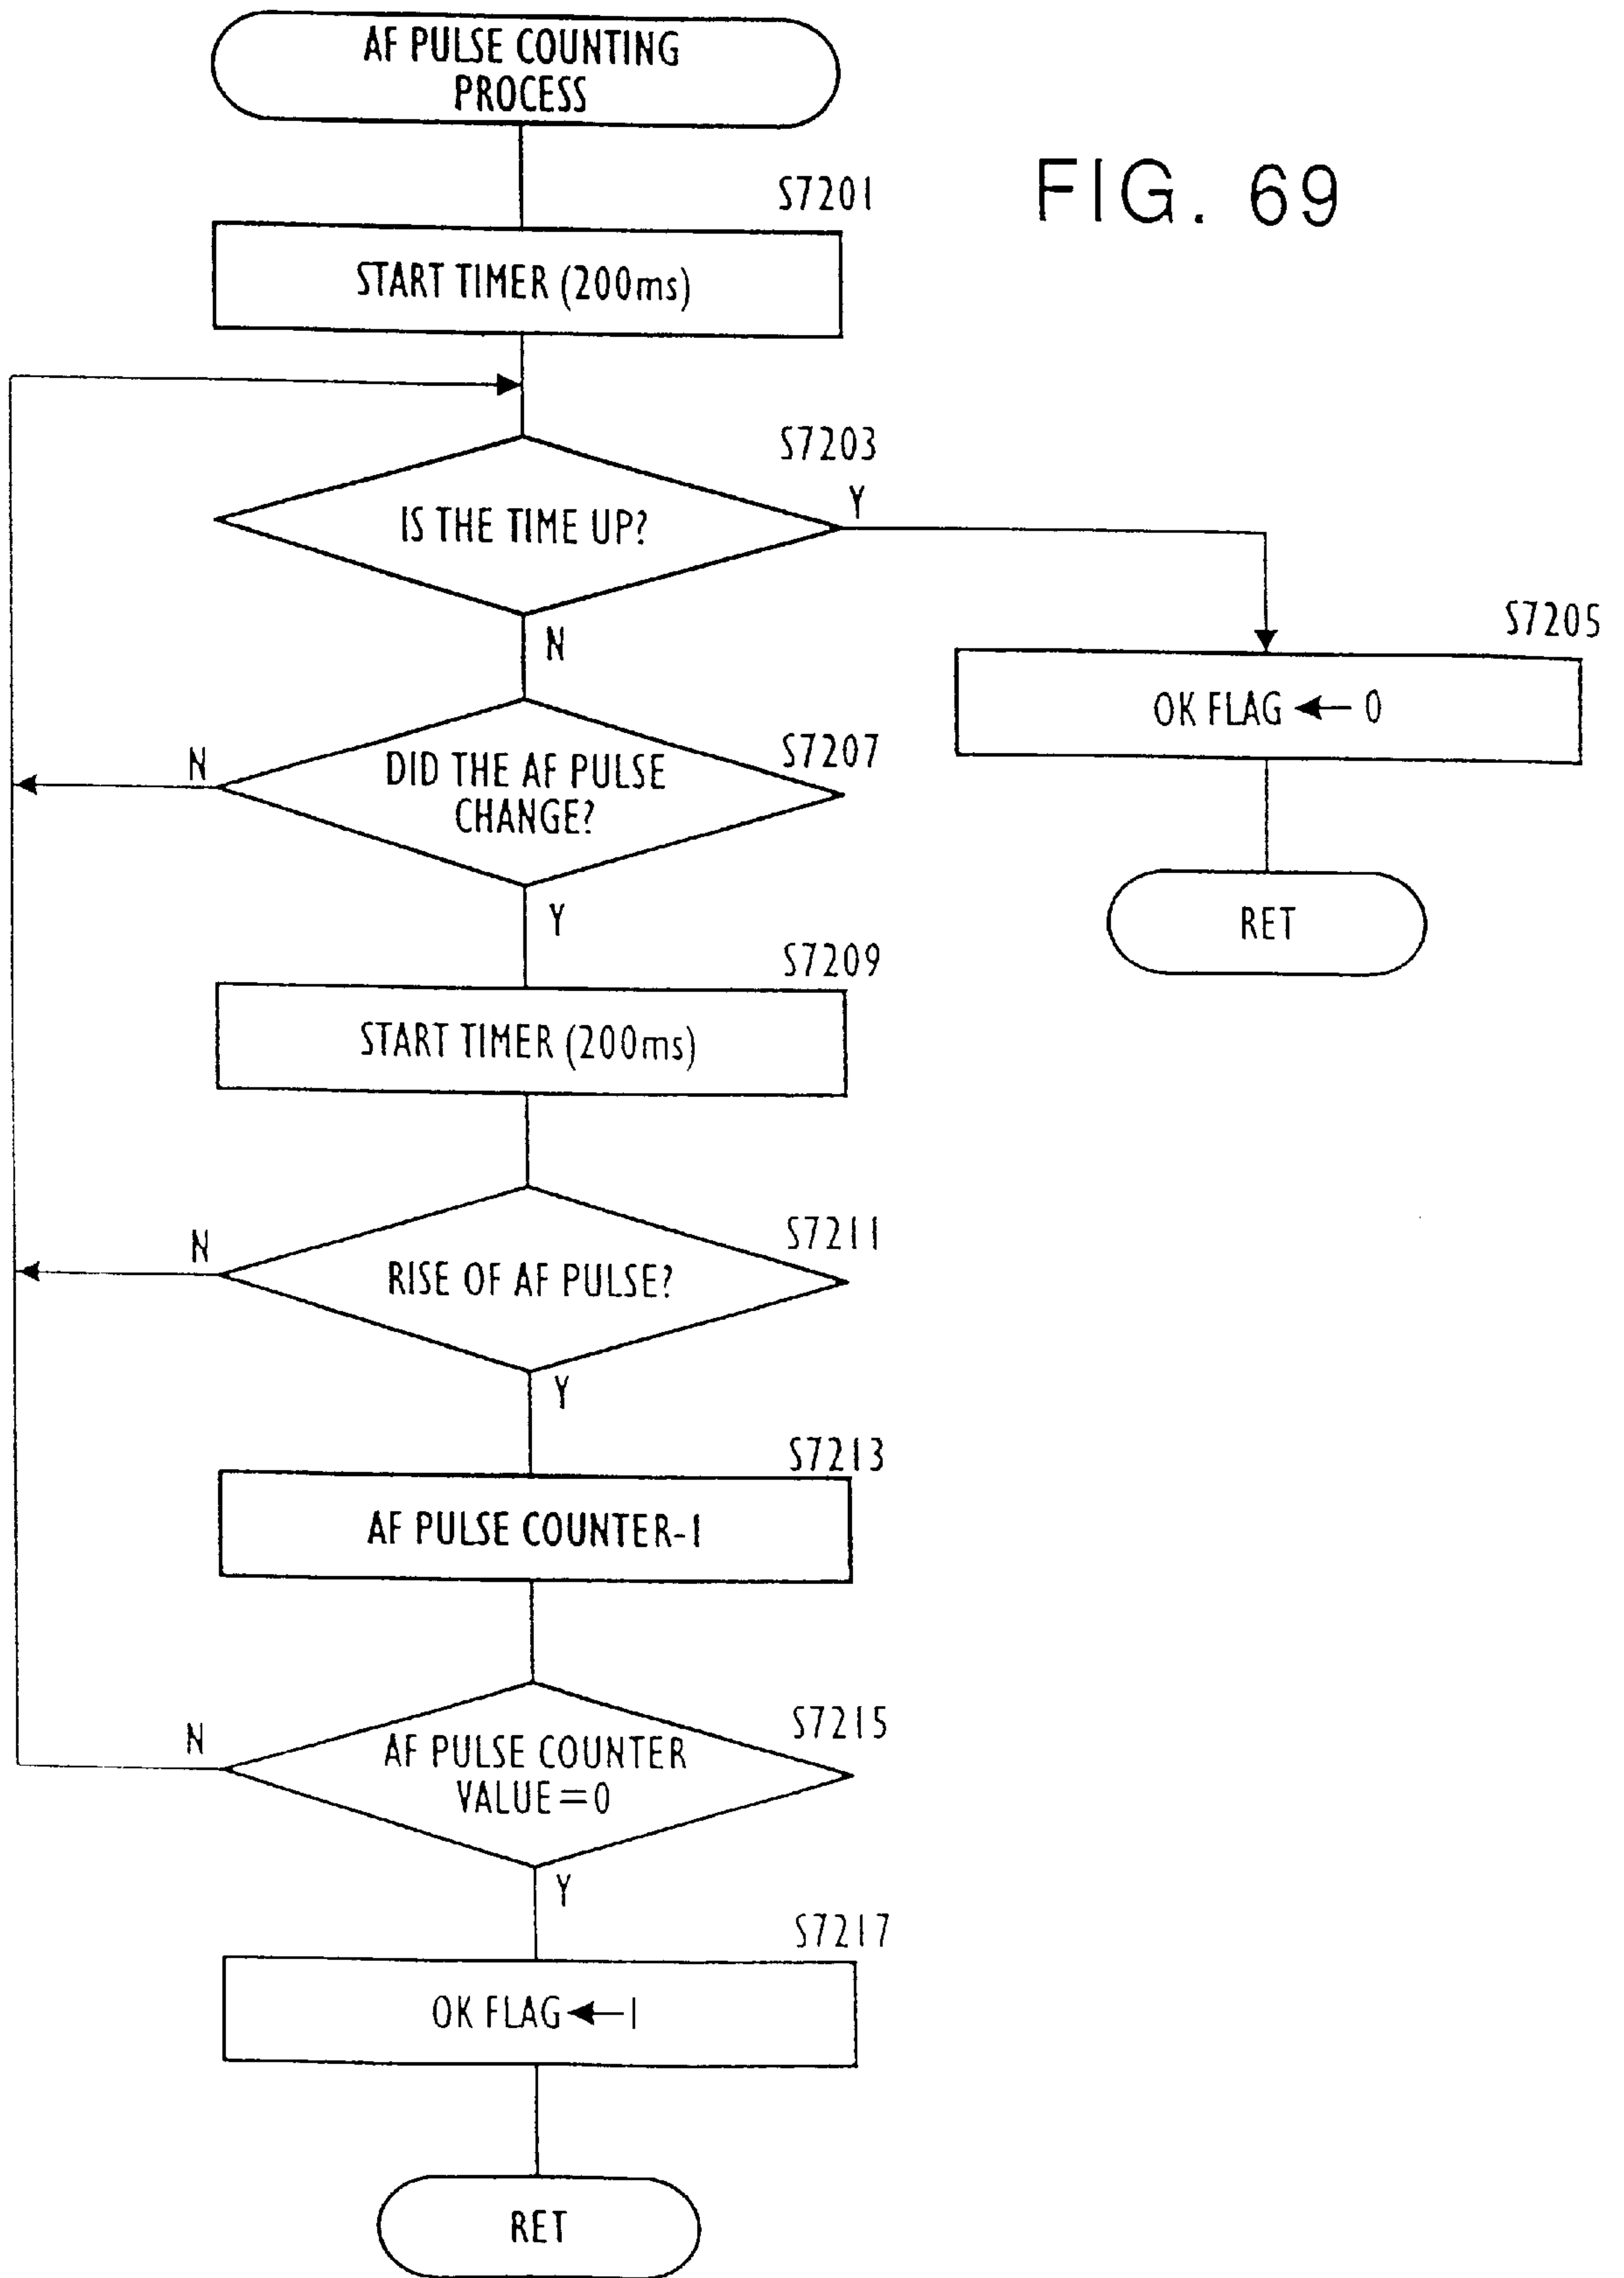 AF PULSE COUNTING
PROCESS
FIG. 69
S7201
START TIMER (200ms)
S7203
Y
IS THE TIME UP?
N
S7205
OK FLAG ← 0
RET
S7207
N
DID THE AF PULSE
CHANGE?
Y
S7209
START TIMER (200ms)
S7211
N
RISE OF AF PULSE?
Y
S7213
AF PULSE COUNTER-1
S7215
N
AF PULSE COUNTER
VALUE=0
Y
S7217
OK FLAG←1
RET